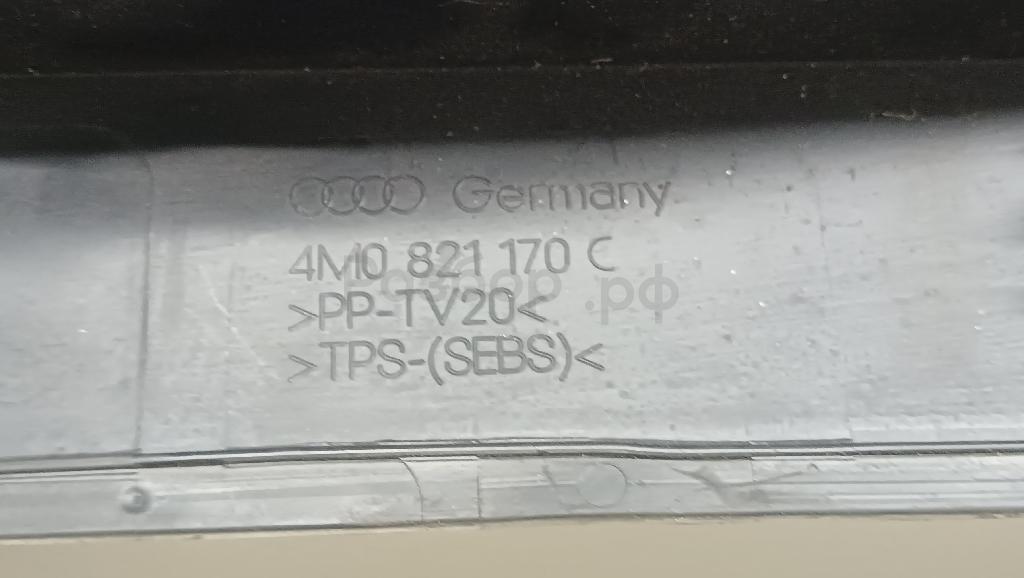 Germany
4M0 821 170 C
>PP-TV20<
>TPS-(SEBS)<